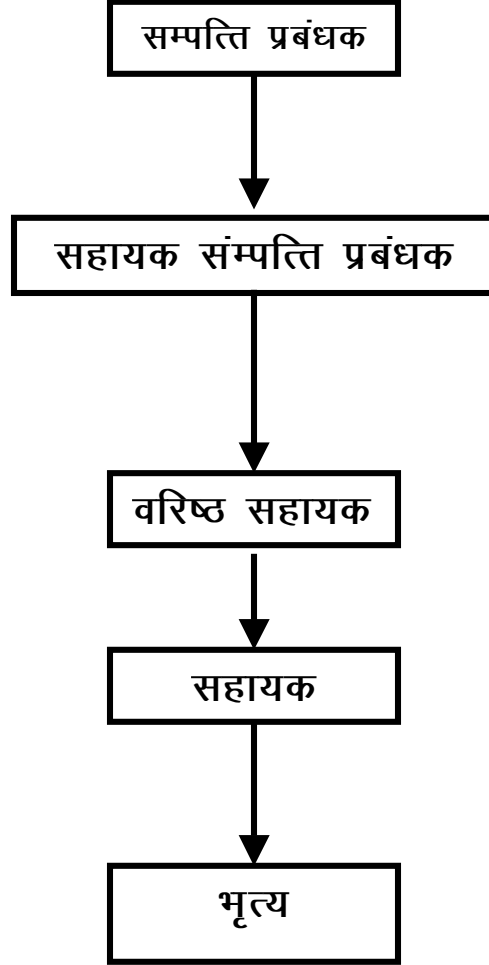 सम्पत्ति प्रबंधक
सहायक संम्पत्ति प्रबंधक
वरिष्ठ सहायक
सहायक
भृत्य